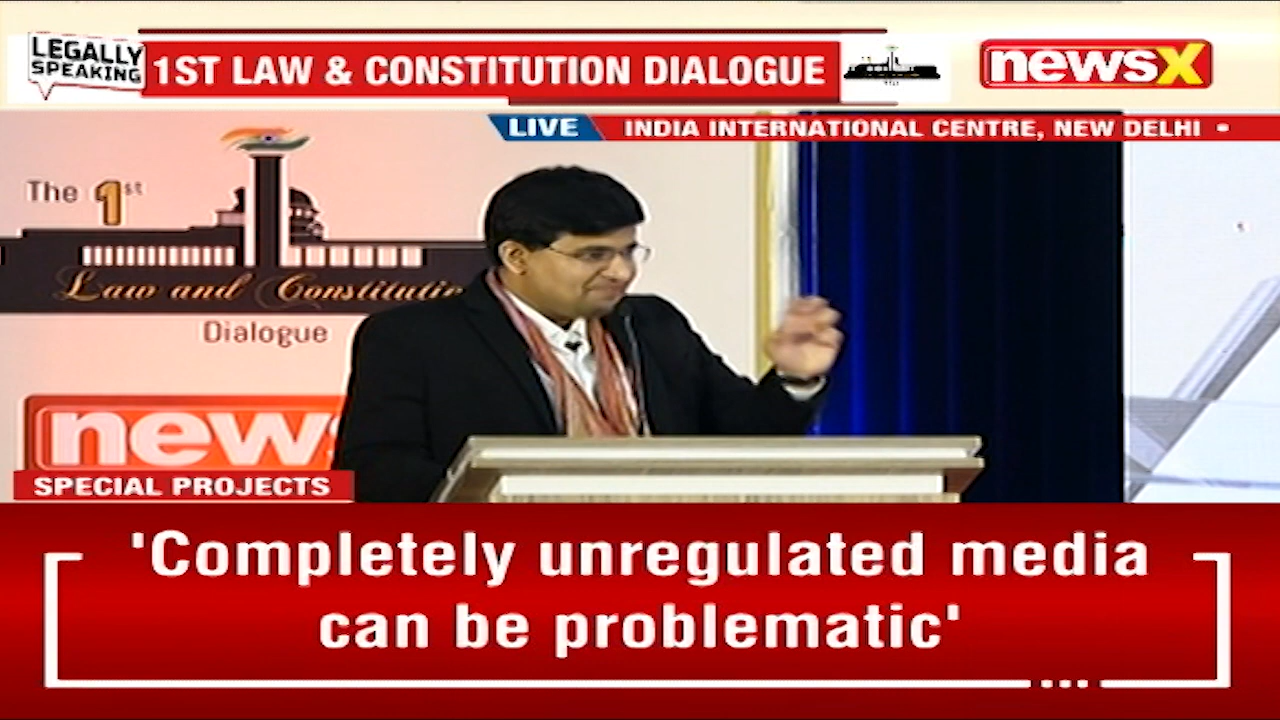 LEGALLY
SPEAKING
1ST LAW & CONSTITUTION DIALOGUE
newsX
LIVE
INDIA INTERNATIONAL CENTRE, NEW DELHI
The 1st
Law and Constitutio
Dialogue
news
SPECIAL PROJECTS
'Completely unregulated media
can be problematic'